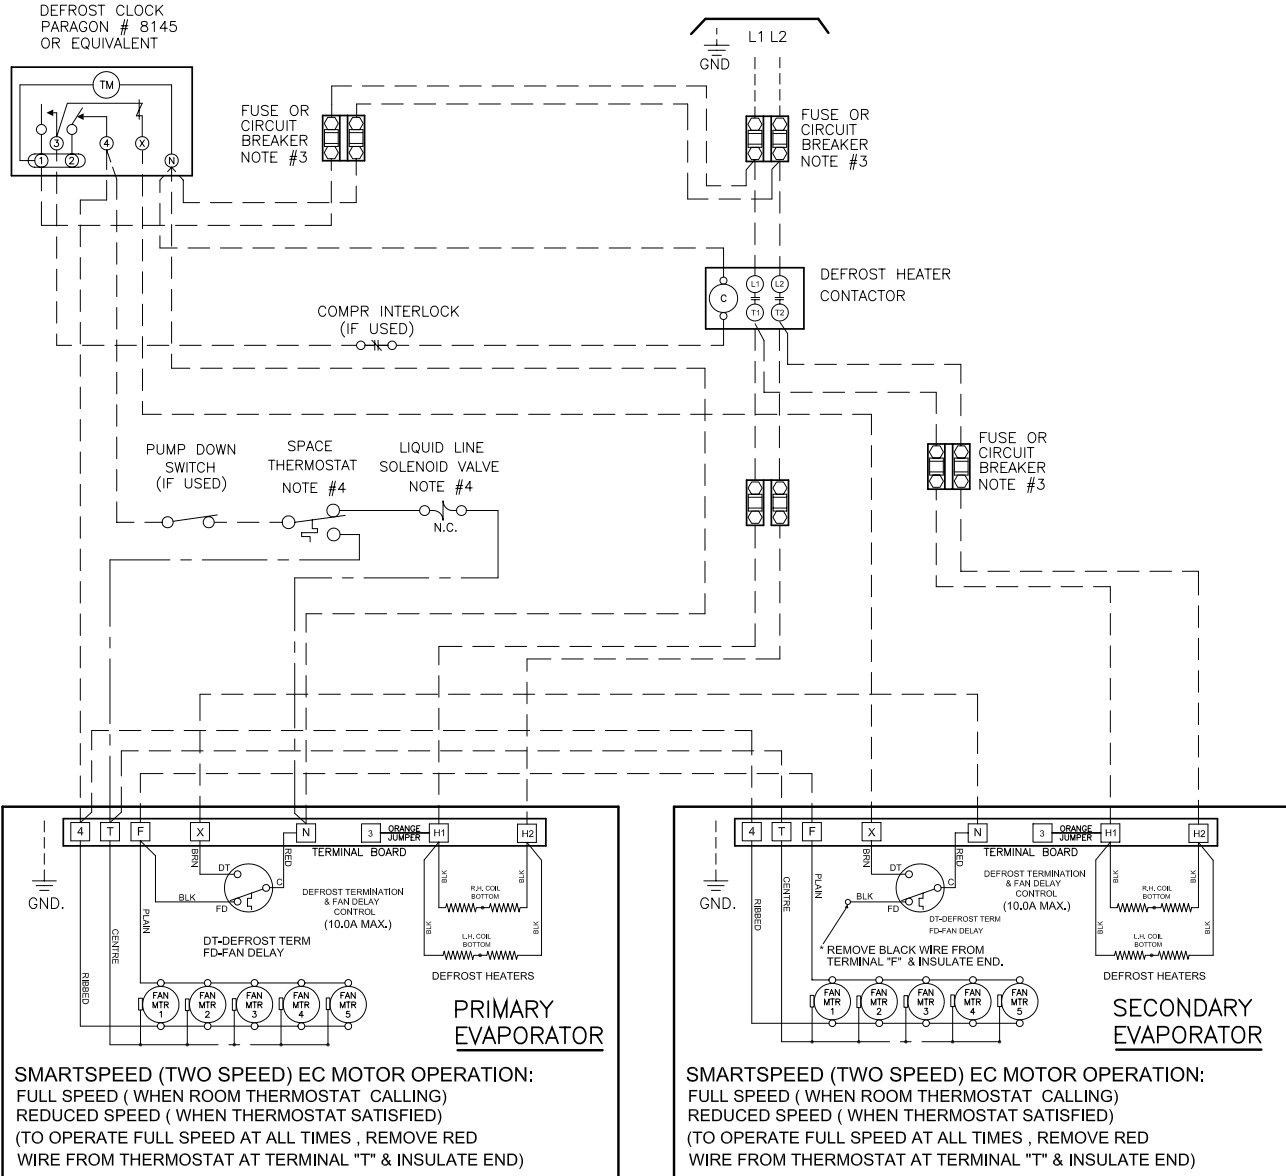 DEFROST CLOCK
PARAGON # 8145
OR EQUIVALENT
TM
3
4
X
1
2
N
FUSE OR
CIRCUIT
BREAKER
NOTE #3
GND
L1 L2
FUSE OR
CIRCUIT
BREAKER
NOTE #3
DEFROST HEATER
CONTACTOR
C
L1
L2
T1
T2
COMPR INTERLOCK
(IF USED)
PUMP DOWN
SWITCH
(IF USED)
SPACE
THERMOSTAT
NOTE #4
LIQUID LINE
SOLENOID VALVE
NOTE #4
N.C.
FUSE OR
CIRCUIT
BREAKER
NOTE #3
GND.
4
T
F
X
N
3
ORANGE
JUMPER
H1
H2
TERMINAL BOARD
BRN
RED
DT
C
BLK
FD
DEFROST TERMINATION
& FAN DELAY
CONTROL
(10.0A MAX.)
DT-DEFROST TERM
FD-FAN DELAY
PLAIN
CENTRE
RIBBED
BLK
BLK
R.H. COIL
BOTTOM
BLK
BLK
L.H. COIL
BOTTOM
DEFROST HEATERS
FAN
MTR
1
FAN
MTR
2
FAN
MTR
3
FAN
MTR
4
FAN
MTR
5
PRIMARY
EVAPORATOR
SMARTSPEED (TWO SPEED) EC MOTOR OPERATION:
FULL SPEED ( WHEN ROOM THERMOSTAT CALLING)
REDUCED SPEED ( WHEN THERMOSTAT SATISFIED)
(TO OPERATE FULL SPEED AT ALL TIMES , REMOVE RED
WIRE FROM THERMOSTAT AT TERMINAL "T" & INSULATE END)
GND.
4
T
F
X
N
3
ORANGE
JUMPER
H1
H2
TERMINAL BOARD
BRN
RED
DT
C
BLK
FD
DEFROST TERMINATION
& FAN DELAY
CONTROL
(10.0A MAX.)
DT-DEFROST TERM
FD-FAN DELAY
* REMOVE BLACK WIRE FROM
TERMINAL "F" & INSULATE END.
PLAIN
CENTRE
RIBBED
BLK
BLK
R.H. COIL
BOTTOM
BLK
BLK
L.H. COIL
BOTTOM
DEFROST HEATERS
FAN
MTR
1
FAN
MTR
2
FAN
MTR
3
FAN
MTR
4
FAN
MTR
5
SECONDARY
EVAPORATOR
SMARTSPEED (TWO SPEED) EC MOTOR OPERATION:
FULL SPEED ( WHEN ROOM THERMOSTAT CALLING)
REDUCED SPEED ( WHEN THERMOSTAT SATISFIED)
(TO OPERATE FULL SPEED AT ALL TIMES , REMOVE RED
WIRE FROM THERMOSTAT AT TERMINAL "T" & INSULATE END)